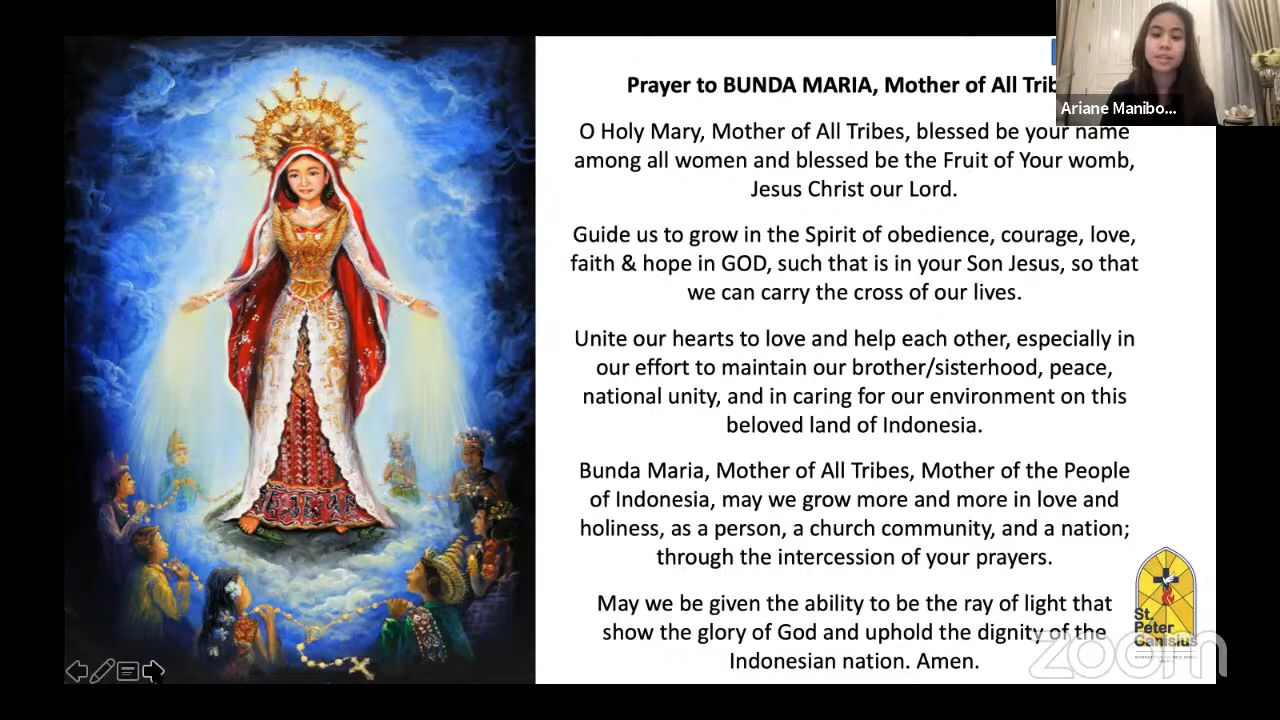 Prayer to BUNDA MARIA, Mother of All
Ariane Manibo...
O Holy Mary, Mother of All Tribes, blessed be your name
among all women and blessed be the Fruit of Your womb,
Jesus Christ our Lord.
Guide us to grow in the Spirit of obedience, courage, love,
faith & hope in GOD, such that is in your Son Jesus, so that
we can carry the cross of our lives.
Unite our hearts to love and help each other, especially in
our effort to maintain our brother/sisterhood, peace,
national unity, and in caring for our environment on this
beloved land of Indonesia.
Bunda Maria, Mother of All Tribes, Mother of the People
of Indonesia, may we grow more and more in love and
holiness, as a person, a church community, and a nation;
through the intercession of your prayers.
May we be given the ability to be the ray of light that
show the glory of God and uphold the dignity of the
Indonesian nation. Amen.
St.
Peter
Canisius
zoom